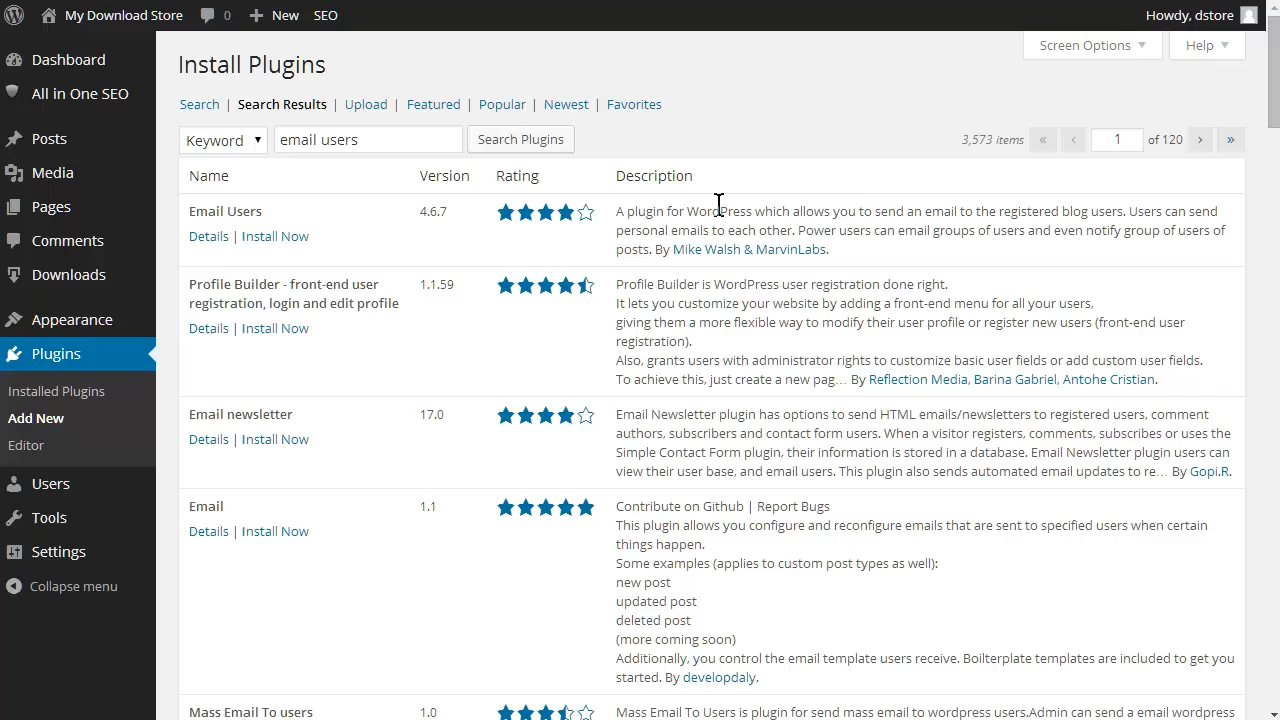 My Download Store 0 New SEO Howdy, dstore
Dashboard
All in One SEO
Posts
Media
Pages
Comments
Downloads
Appearance
Plugins
Installed Plugins
Add New
Editor
Users
Tools
Settings
Collapse menu
Screen Options Help
Install Plugins
Search | Search Results | Upload | Featured | Popular | Newest | Favorites
Keyword email users Search Plugins 3,573 items « ‹ 1 of 120 › »
Name Version Rating Description
Email Users 4.6.7
Details | Install Now
A plugin for WordPress which allows you to send an email to the registered blog users. Users can send
personal emails to each other. Power users can email groups of users and even notify group of users of
posts. By Mike Walsh & MarvinLabs.
Profile Builder - front-end user
registration, login and edit profile
1.1.59
Details | Install Now
Profile Builder is WordPress user registration done right.
It lets you customize your website by adding a front-end menu for all your users,
giving them a more flexible way to modify their user profile or register new users (front-end user
registration).
Also, grants users with administrator rights to customize basic user fields or add custom user fields.
To achieve this, just create a new pag… By Reflection Media, Barina Gabriel, Antohe Cristian.
Email newsletter 17.0
Details | Install Now
Email Newsletter plugin has options to send HTML emails/newsletters to registered users, comment
authors, subscribers and contact form users. When a visitor registers, comments, subscribes or uses the
Simple Contact Form plugin, their information is stored in a database. Email Newsletter plugin users can
view their user base, and email users. This plugin also sends automated email updates to re… By Gopi.R.
Email 1.1
Details | Install Now
Contribute on Github | Report Bugs
This plugin allows you configure and reconfigure emails that are sent to specified users when certain
things happen.
Some examples (applies to custom post types as well):
new post
updated post
deleted post
(more coming soon)
Additionally, you control the email template users receive. Boilterplate templates are included to get you
started. By developdaly.
Mass Email To users 1.0
Mass Email To Users is plugin for send mass email to wordpress users.Admin can send a email wordpress